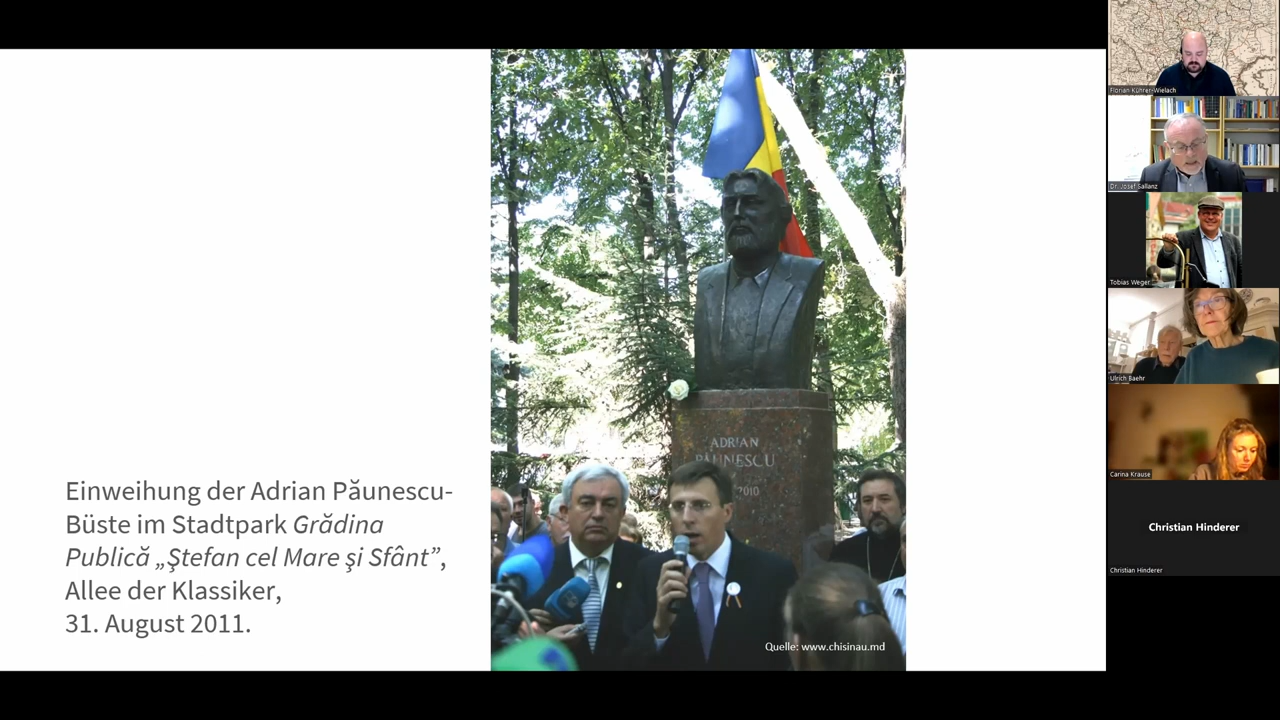 Einweihung der Adrian Păunescu-
Büste im Stadtpark Grădina
Publică „Ştefan cel Mare şi Sfânt”,
Allee der Klassiker,
31. August 2011.
ADRIAN
PĂUNESCU
2010
Quelle: www.chisinau.md
Florian Kührer-Wielach
Dr. Josef Sallanz
Tobias Weger
Ulrich Baehr
Carina Krause
Christian Hinderer
Christian Hinderer